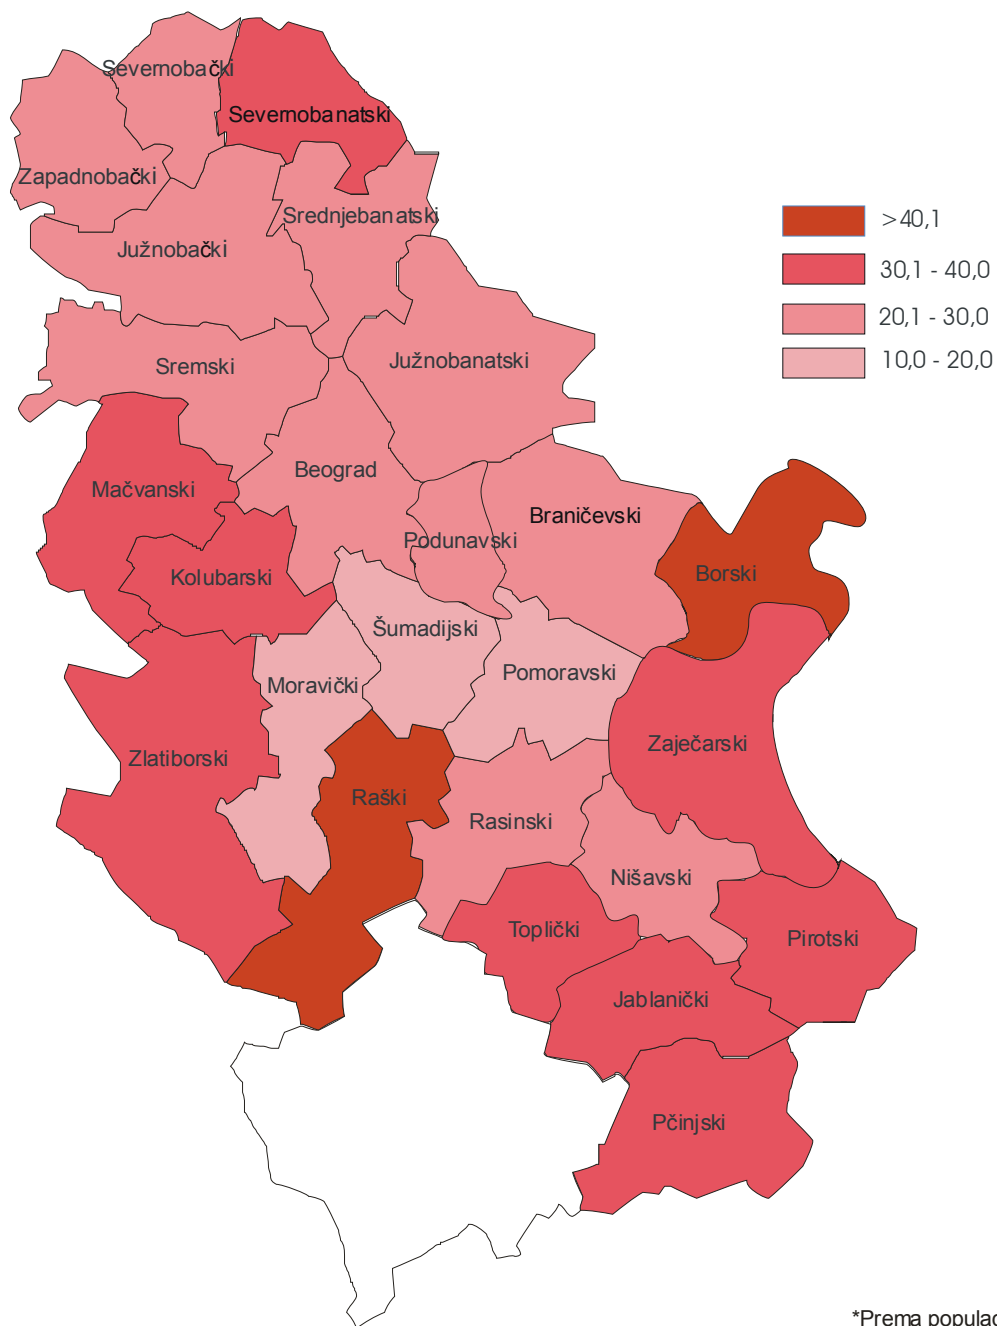 Severnobački
Severnobanatski
Zapadnobački
Srednjebanatski
Južnobački
>40,1
30,1 - 40,0
20,1 - 30,0
10,0 - 20,0
Sremski
Južnobanatski
Beograd
Mačvanski
Braničevski
Podunavski
Kolubarski
Borski
Šumadijski
Moravički
Pomoravski
Zlatiborski
Zaječarski
Raški
Rasinski
Nišavski
Toplički
Pirotski
Jablanički
Pčinjski
*Prema populac